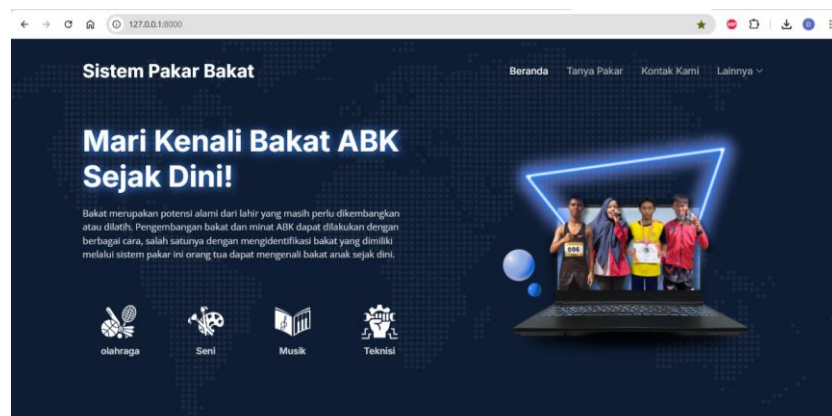 127.0.0.1:8000
Sistem Pakar Bakat
Beranda Tanya Pakar Kontak Kami Lainnya
Mari Kenali Bakat ABK
Sejak Dini!
Bakat merupakan potensi alami dari lahir yang masih perlu dikembangkan
atau dilatih. Pengembangan bakat dan minat ABK dapat dilakukan dengan
berbagai cara, salah satunya dengan mengidentifikasi bakat yang dimiliki
melalui sistem pakar ini orang tua dapat mengenali bakat anak sejak dini.
olahraga Seni Musik Teknisi